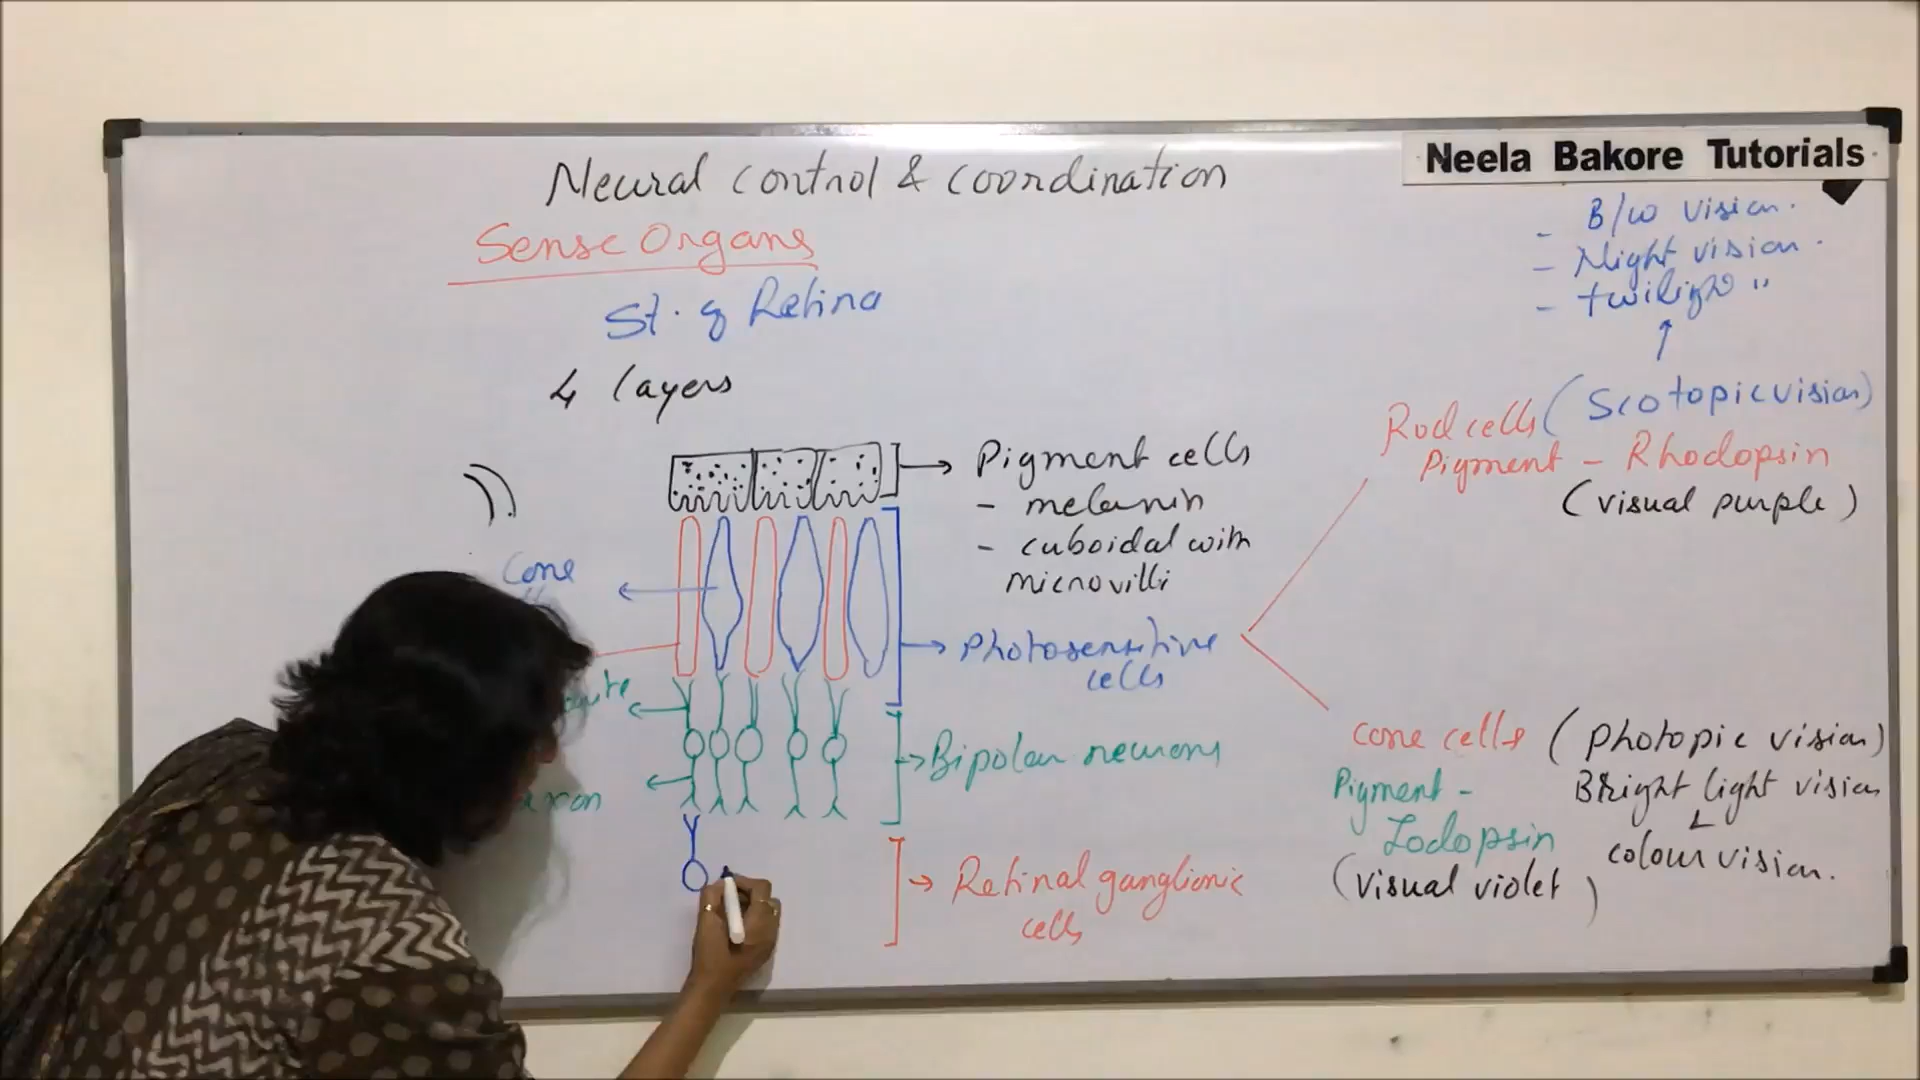 Neela Bakore Tutorials
Neural control & coordination
Sense Organs
St. of Retina
4 layers
- B/W vision.
- Night vision.
- twilight "
Rod cells (Scotopic vision)
Pigment - Rhodopsin
(visual purple)
Pigment cells
- melanin
- cuboidal with
microvilli
Cone
Photosensitive
cells
axon
Bipolar neurons
Retinal ganglionic
cells
cone cells (Photopic vision)
Pigment -
Iodopsin
(visual violet)
Bright light vision
&
colour vision.